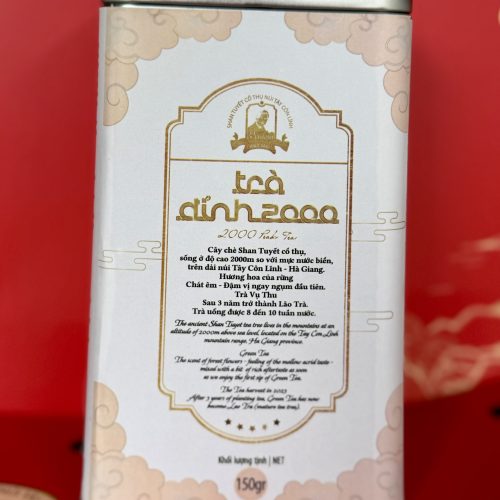 SHAN TUYẾT CỔ THỤ NÚI TÂY CÔN LĨNH
trà
đỉnh 2000
2000 Peak Tea
Cây chè Shan Tuyết cổ thụ,
sống ở độ cao 2000m so với mực nước biển,
trên dải núi Tây Côn Lĩnh - Hà Giang.
Hương hoa của rừng
Chát êm - Đậm vị ngay ngụm đầu tiên.
Trà Vụ Thu
Sau 3 năm trở thành Lão Trà.
Trà uống được 8 đến 10 tuần nước.
The ancient Shan Tuyet tea tree lives in the mountains at an
altitude of 2000m above sea level, located on the Tay Con Linh
mountain range, Ha Giang province.
Green Tea
The scent of forest flowers - feeling of the mellow acrid taste -
mixed with a bit of rich aftertaste as soon
as we enjoy the first sip of Green Tea.
The Tea harvest in 2023
After 3 years of planting tea, Green Tea has now
become Lao Tra (mature tea tree).
Khối lượng tịnh | NET
150gr